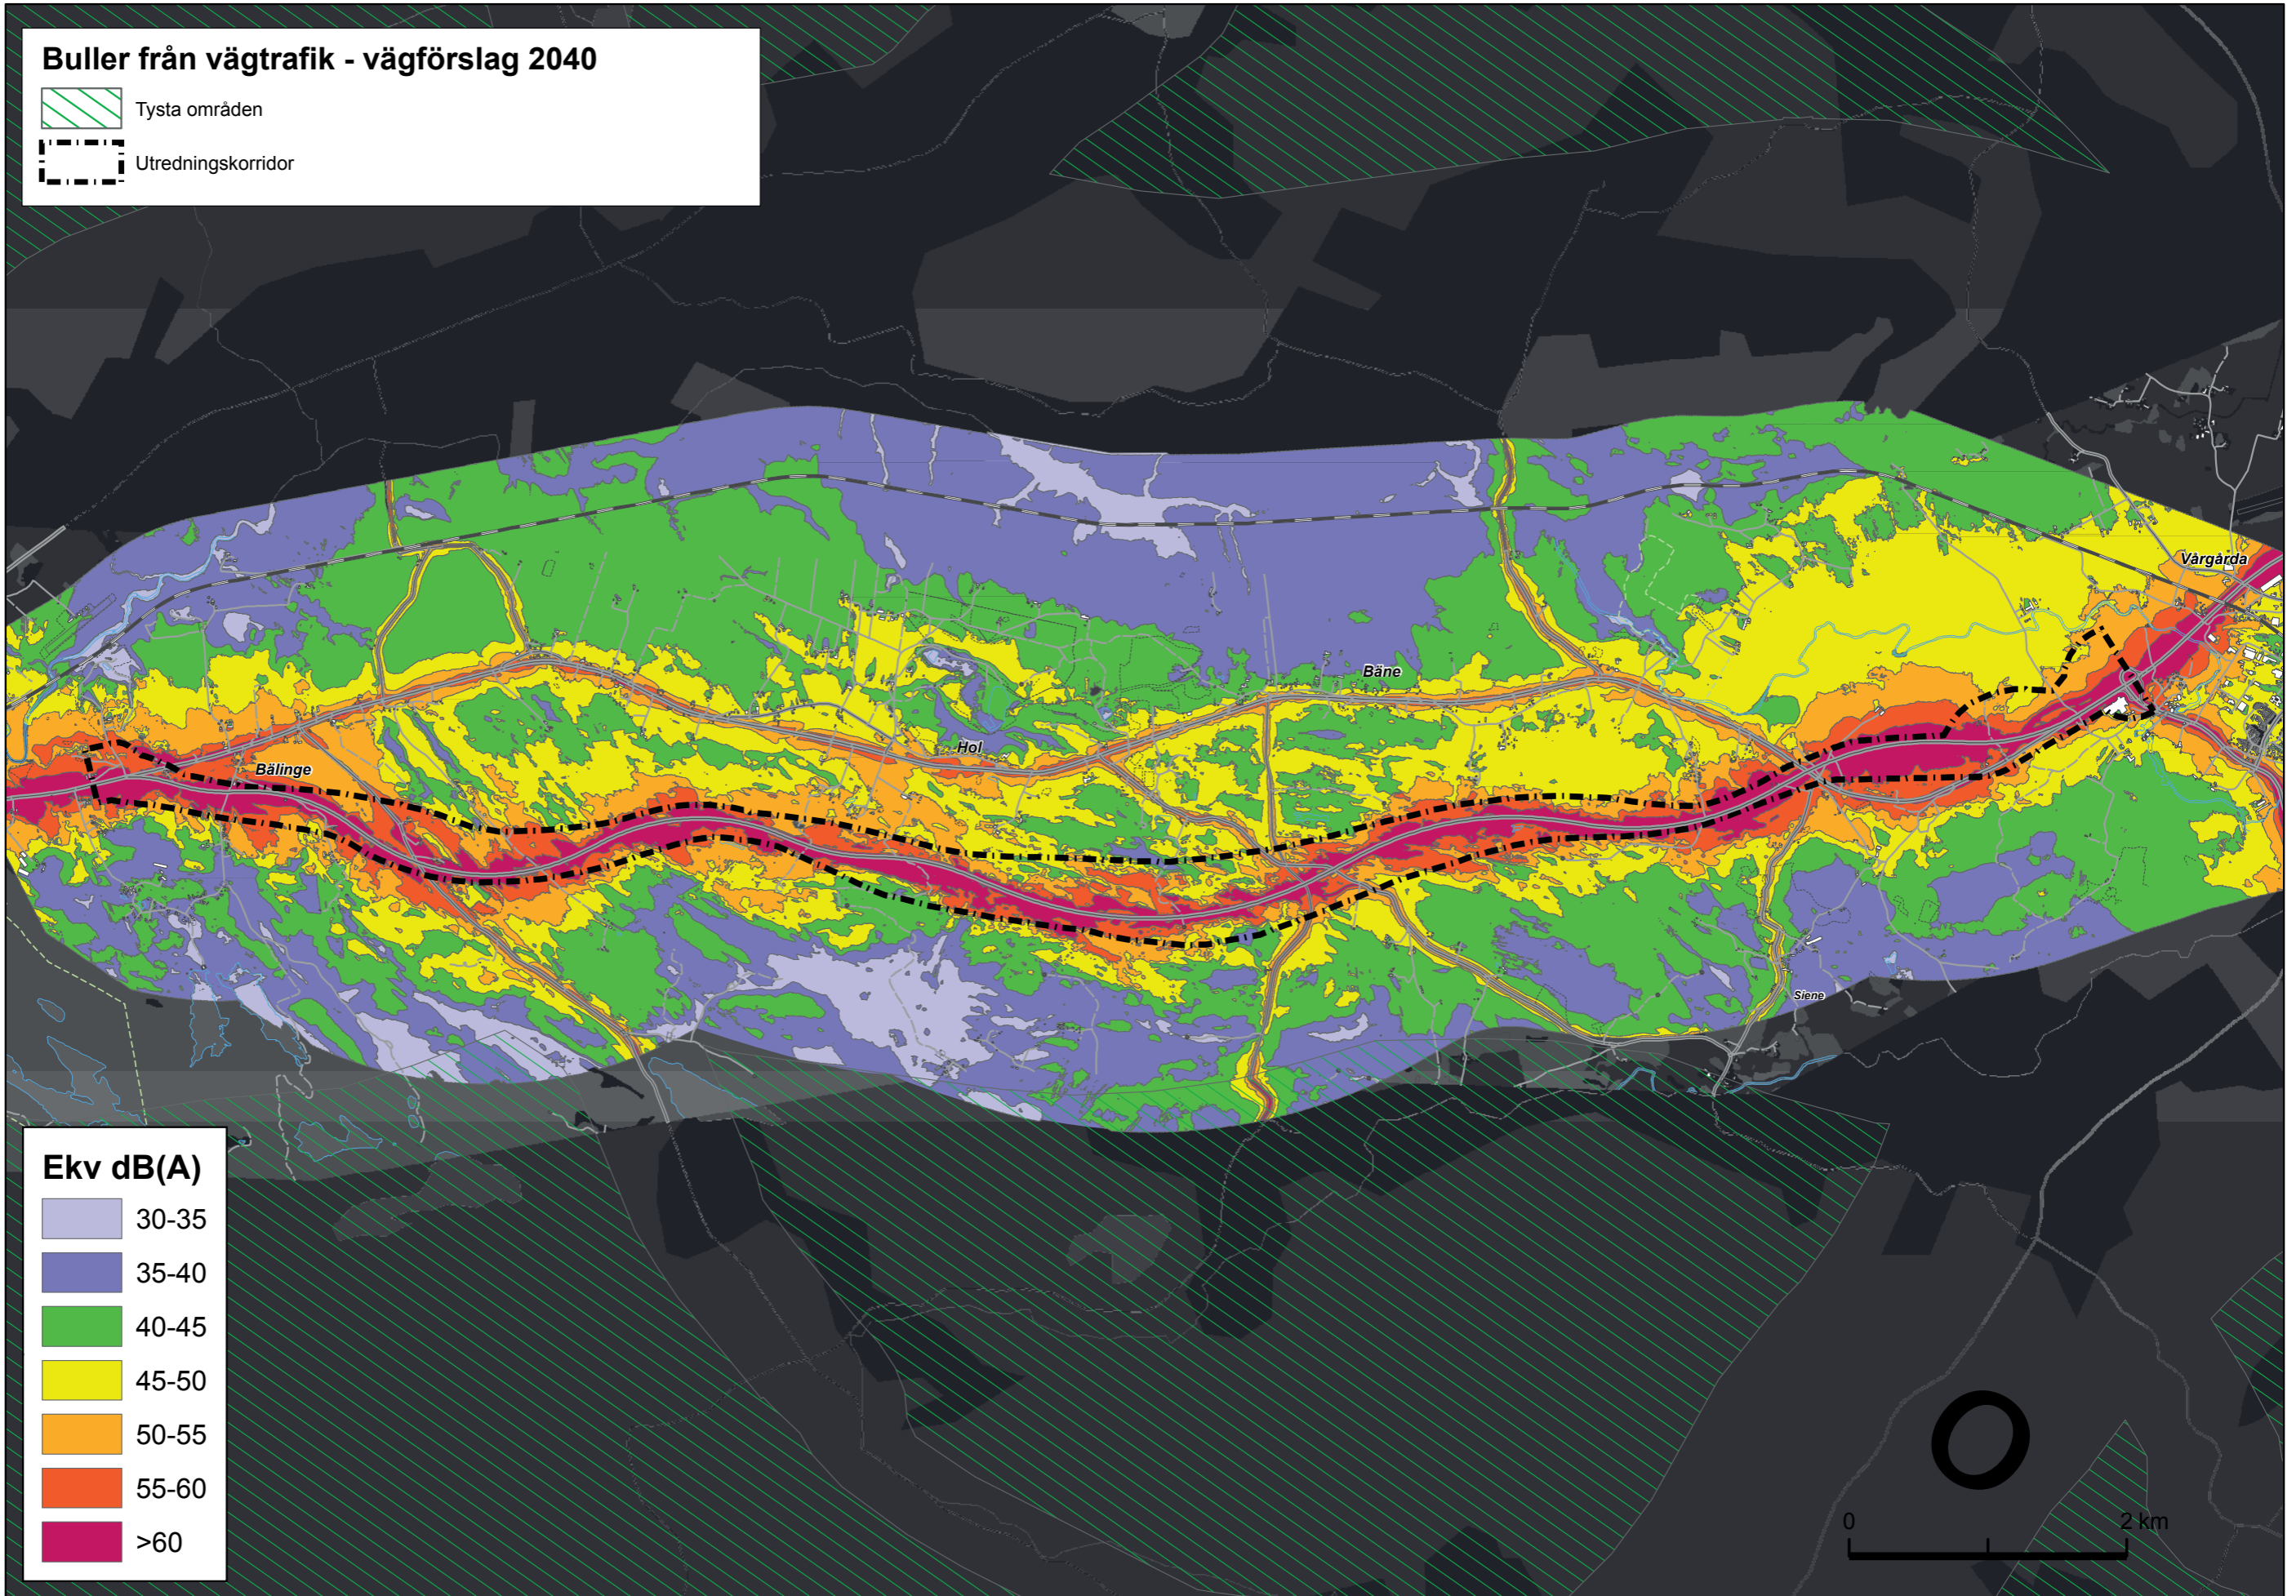 Buller från vägtrafik - vägförslag 2040
Tysta områden
Utredningskorridor
Vårgårda
Bäne
Hol
Bälinge
Siene
Ekv dB(A)
30-35
35-40
40-45
45-50
50-55
55-60
>60
0 2 km